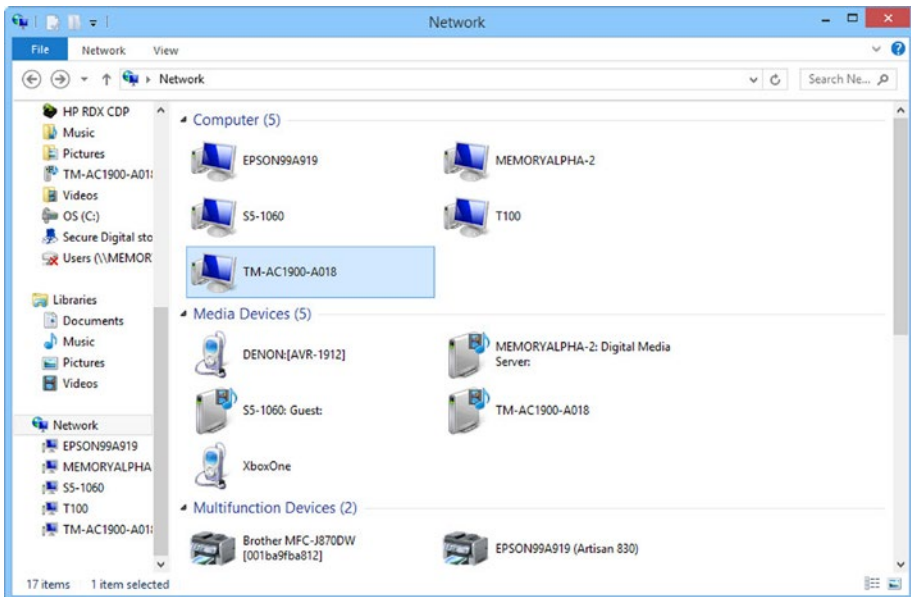 Network
File Network View
Network
Search Ne...
HP RDX CDP
Music
Pictures
TM-AC1900-A01
Videos
OS (C:)
Secure Digital sto
Users (\\MEMOR
Libraries
Documents
Music
Pictures
Videos
Network
EPSON99A919
MEMORYALPHA
S5-1060
T100
TM-AC1900-A01
Computer (5)
EPSON99A919 MEMORYALPHA-2
S5-1060 T100
TM-AC1900-A018
Media Devices (5)
DENON:[AVR-1912] MEMORYALPHA-2: Digital Media
Server:
S5-1060: Guest: TM-AC1900-A018
XboxOne
Multifunction Devices (2)
Brother MFC-J870DW
[001ba9fba812]
EPSON99A919 (Artisan 830)
17 items 1 item selected